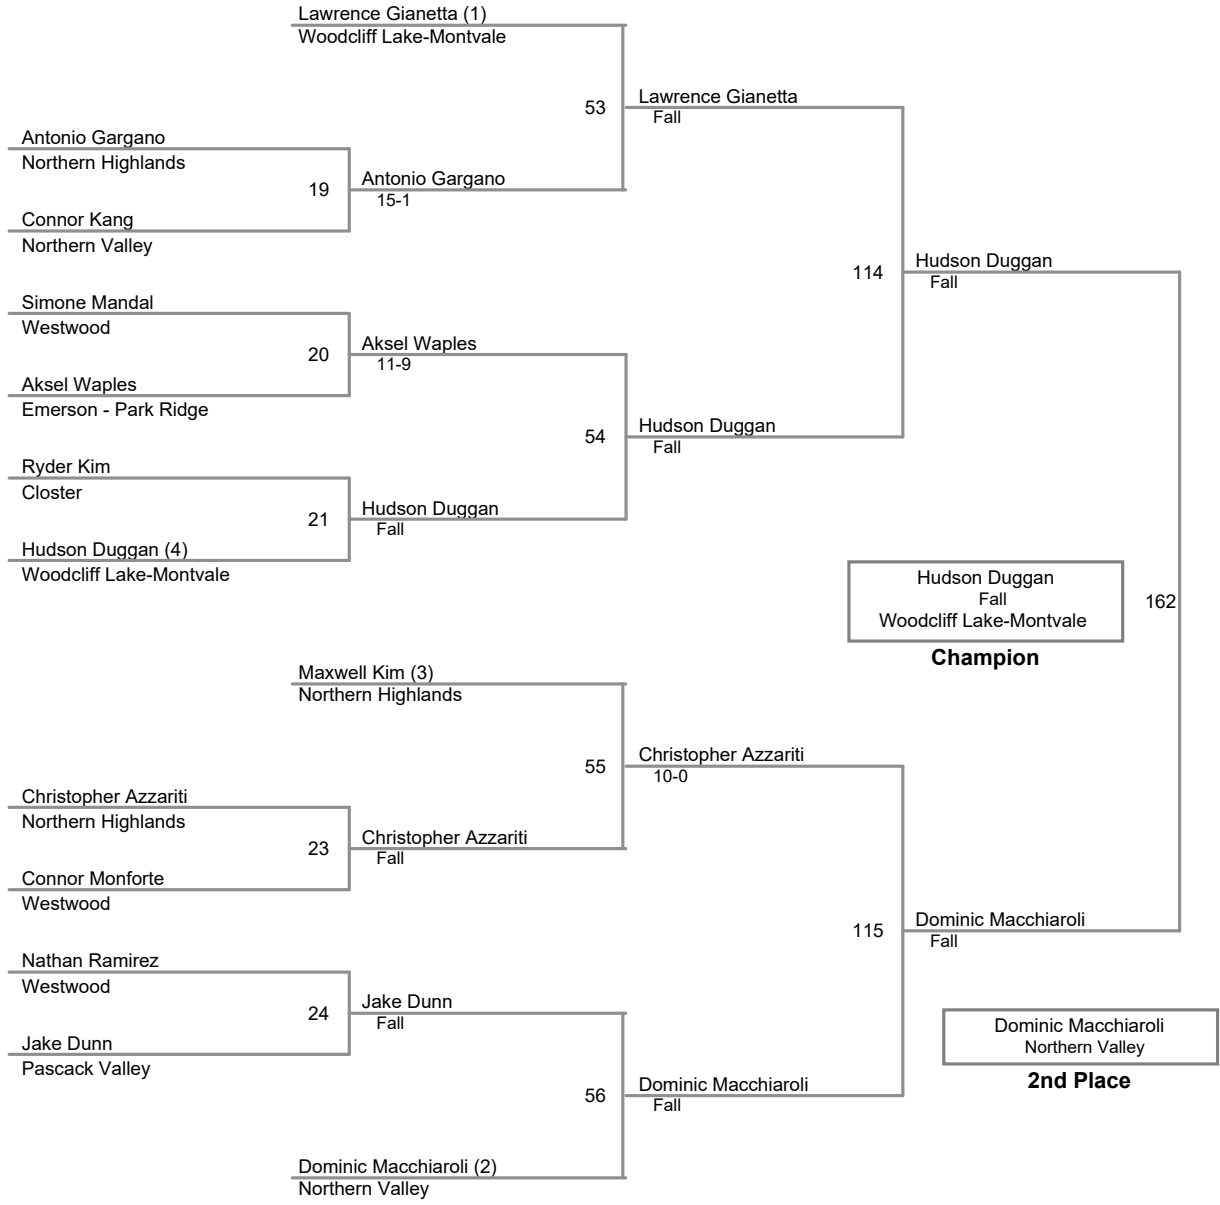 Lawrence Gianetta (1)
Woodcliff Lake-Montvale
53
Lawrence Gianetta
Fall
Antonio Gargano
Northern Highlands
19
Antonio Gargano
15-1
Connor Kang
Northern Valley
114
Hudson Duggan
Fall
Simone Mandal
Westwood
20
Aksel Waples
11-9
Aksel Waples
Emerson - Park Ridge
54
Hudson Duggan
Fall
Ryder Kim
Closter
21
Hudson Duggan
Fall
Hudson Duggan (4)
Woodcliff Lake-Montvale
Hudson Duggan
Fall
Woodcliff Lake-Montvale
162
Champion
Maxwell Kim (3)
Northern Highlands
55
Christopher Azzariti
10-0
Christopher Azzariti
Northern Highlands
23
Christopher Azzariti
Fall
Connor Monforte
Westwood
115
Dominic Macchiaroli
Fall
Nathan Ramirez
Westwood
24
Jake Dunn
Fall
Jake Dunn
Pascack Valley
Dominic Macchiaroli
Northern Valley
2nd Place
56
Dominic Macchiaroli
Fall
Dominic Macchiaroli (2)
Northern Valley